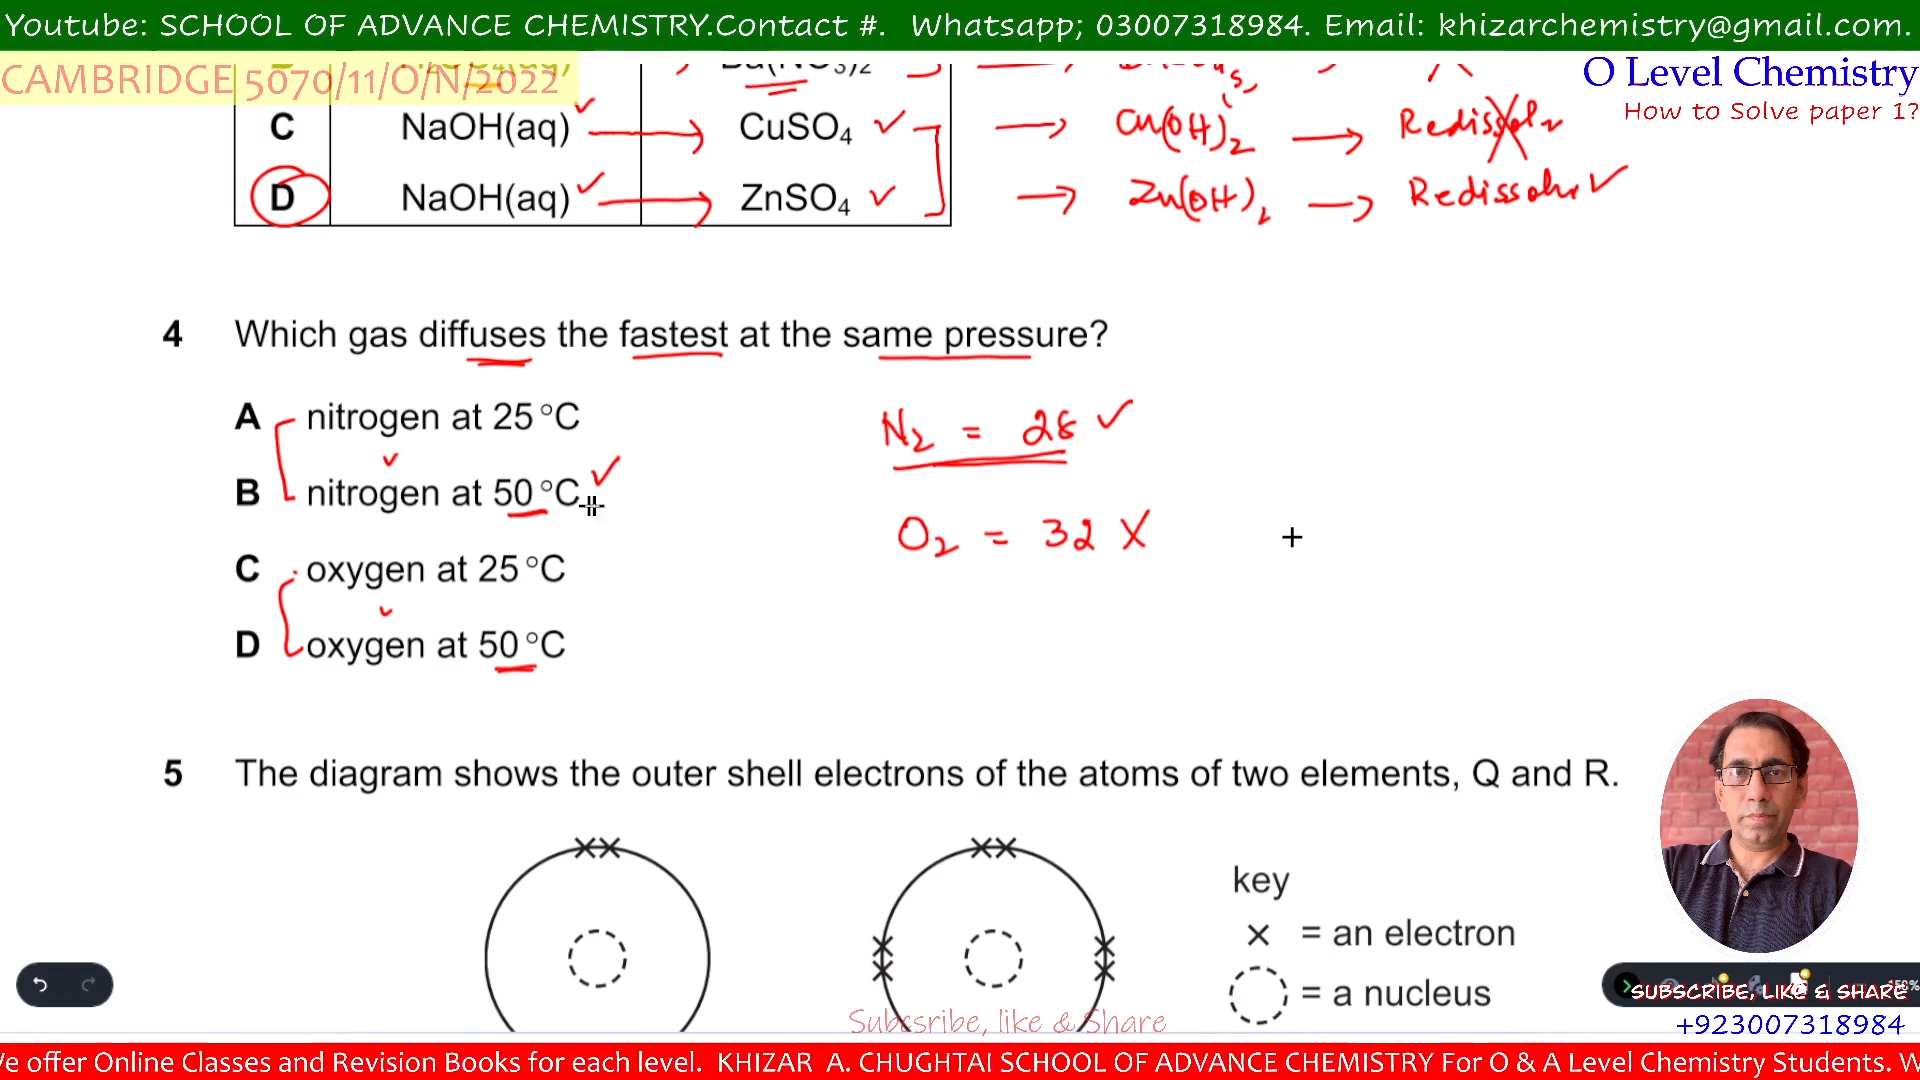 Youtube: SCHOOL OF ADVANCE CHEMISTRY.Contact #. Whatsapp; 03007318984. Email: khizarchemistry@gmail.com.
CAMBRIDGE 5070/11/O/N/2022
O Level Chemistry
How to Solve paper 1?
C NaOH(aq) CuSO4 Cu(OH)2 Redissolve
D NaOH(aq) ZnSO4 Zn(OH)2 Redissolve
4 Which gas diffuses the fastest at the same pressure?
A nitrogen at 25 °C
B nitrogen at 50 °C
C oxygen at 25 °C
D oxygen at 50 °C
N2 = 28
O2 = 32
5 The diagram shows the outer shell electrons of the atoms of two elements, Q and R.
key
× = an electron
= a nucleus
Subcsribe, like & Share
SUBSCRIBE, LIKE & SHARE
+923007318984
We offer Online Classes and Revision Books for each level. KHIZAR A. CHUGHTAI SCHOOL OF ADVANCE CHEMISTRY For O & A Level Chemistry Students.